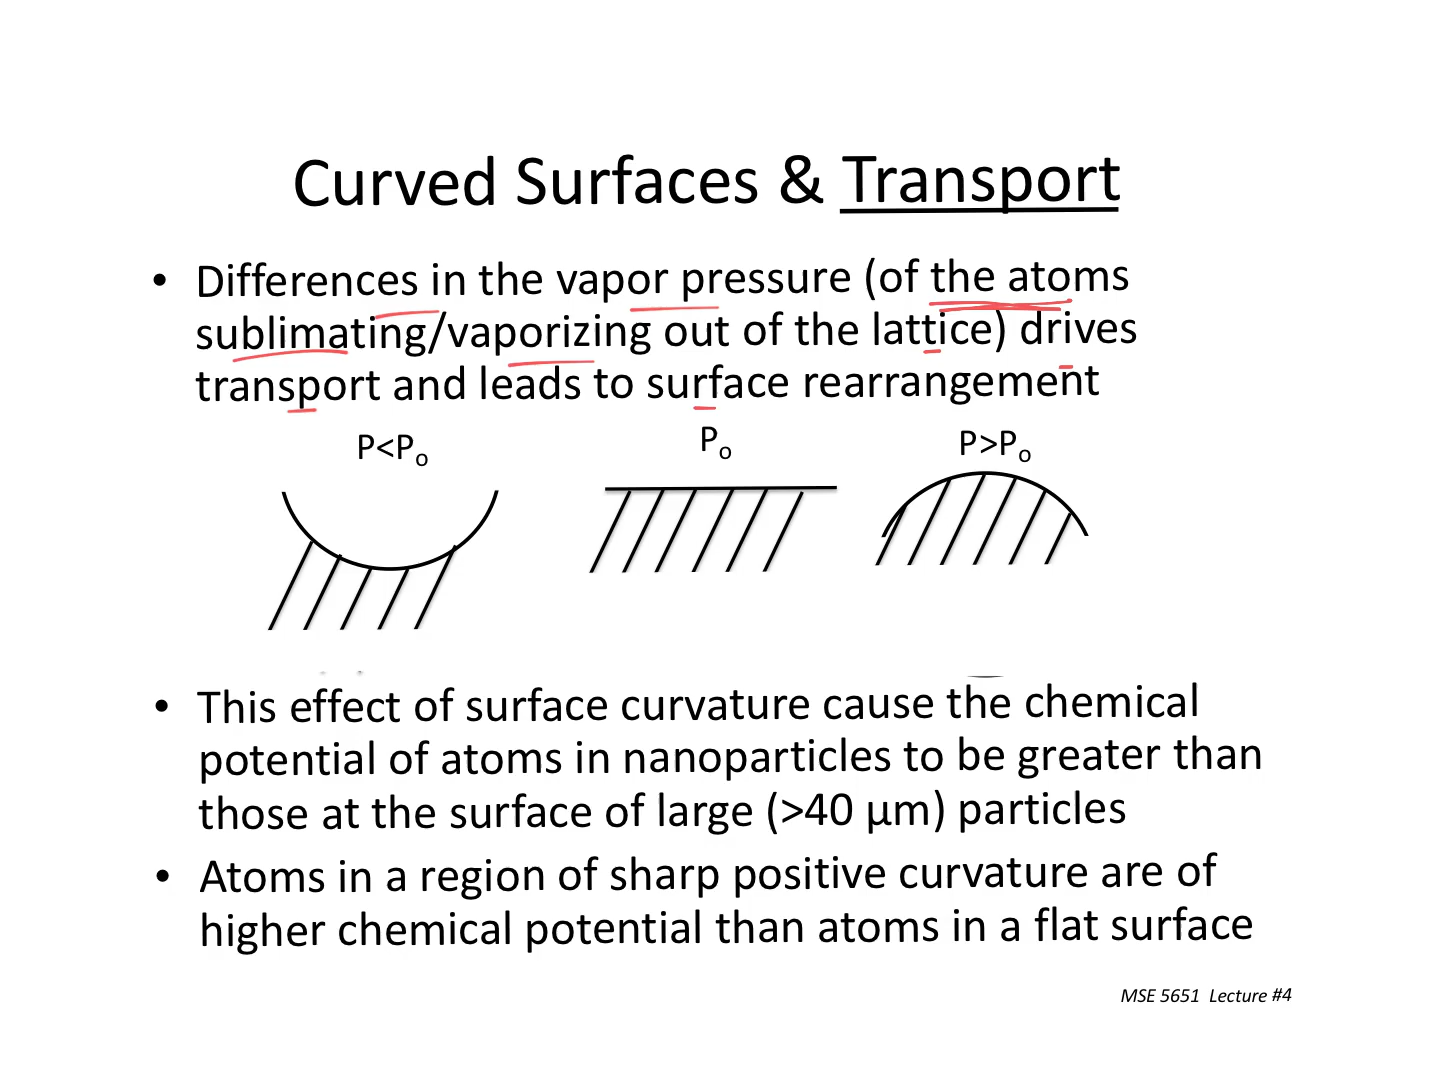 Curved Surfaces & Transport
• Differences in the vapor pressure (of the atoms
sublimating/vaporizing out of the lattice) drives
transport and leads to surface rearrangement
P<Po Po P>Po
• This effect of surface curvature cause the chemical
potential of atoms in nanoparticles to be greater than
those at the surface of large (>40 μm) particles
• Atoms in a region of sharp positive curvature are of
higher chemical potential than atoms in a flat surface
MSE 5651 Lecture #4